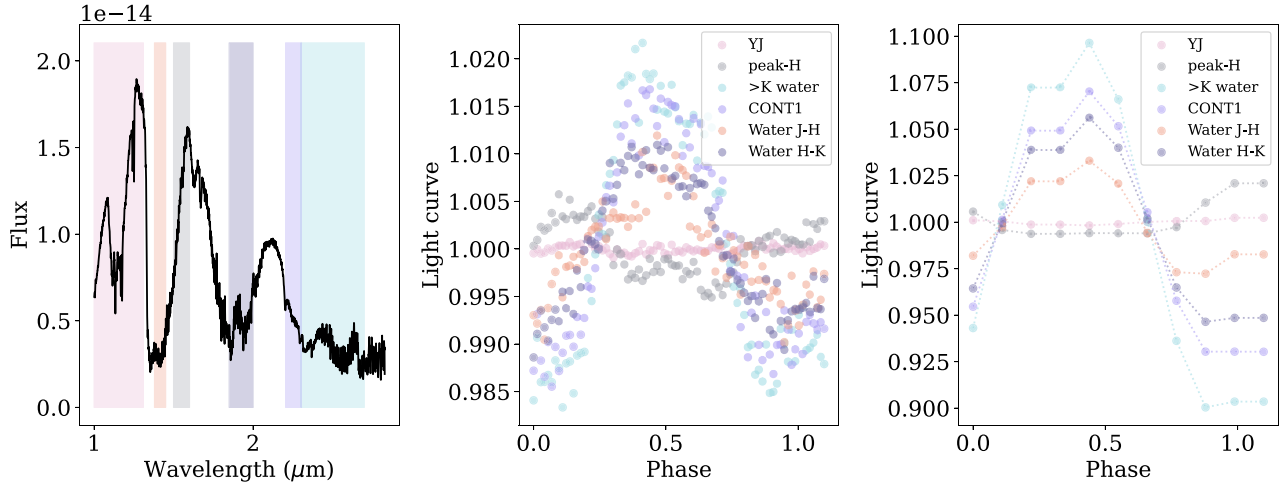 1e−14
Flux
2.0
1.5
1.0
0.5
0.0
1
2
Wavelength (μm)
Light curve
1.020
1.015
1.010
1.005
1.000
0.995
0.990
0.985
0.0
0.5
1.0
Phase
YJ
peak-H
>K water
CONT1
Water J-H
Water H-K
Light curve
1.100
1.075
1.050
1.025
1.000
0.975
0.950
0.925
0.900
0.0
0.5
1.0
Phase
YJ
peak-H
>K water
CONT1
Water J-H
Water H-K